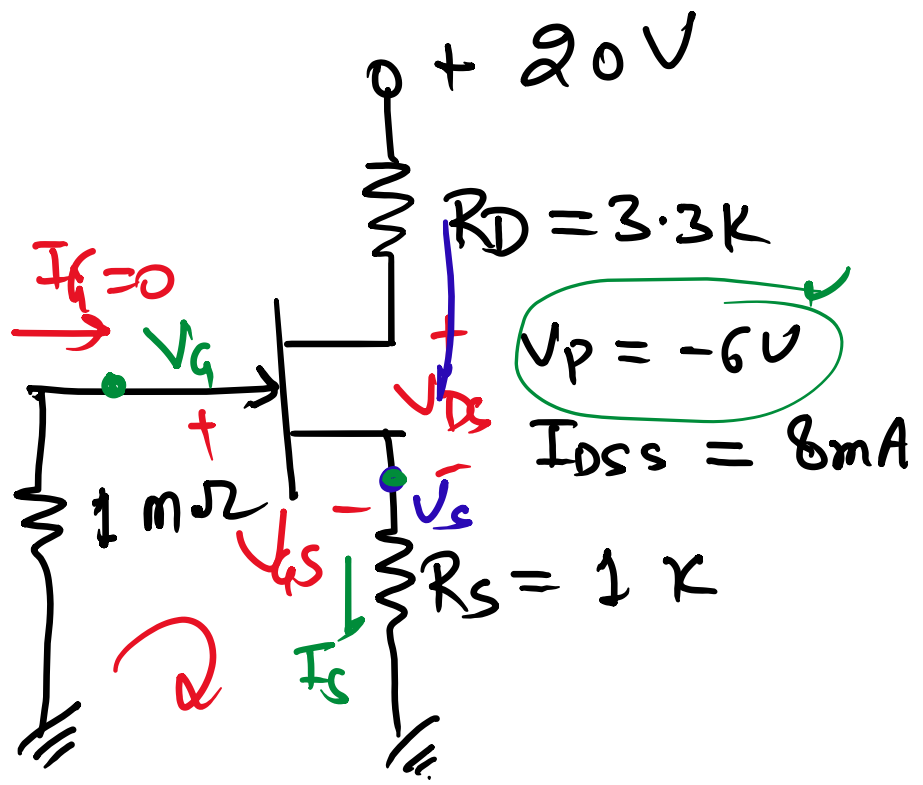 + 20V
RD = 3.3K
IG=0
VG
+
VP = -6V
+
VDS
-
IDSS = 8mA
1 mΩ
-
VS
VGS
RS = 1 K
IS